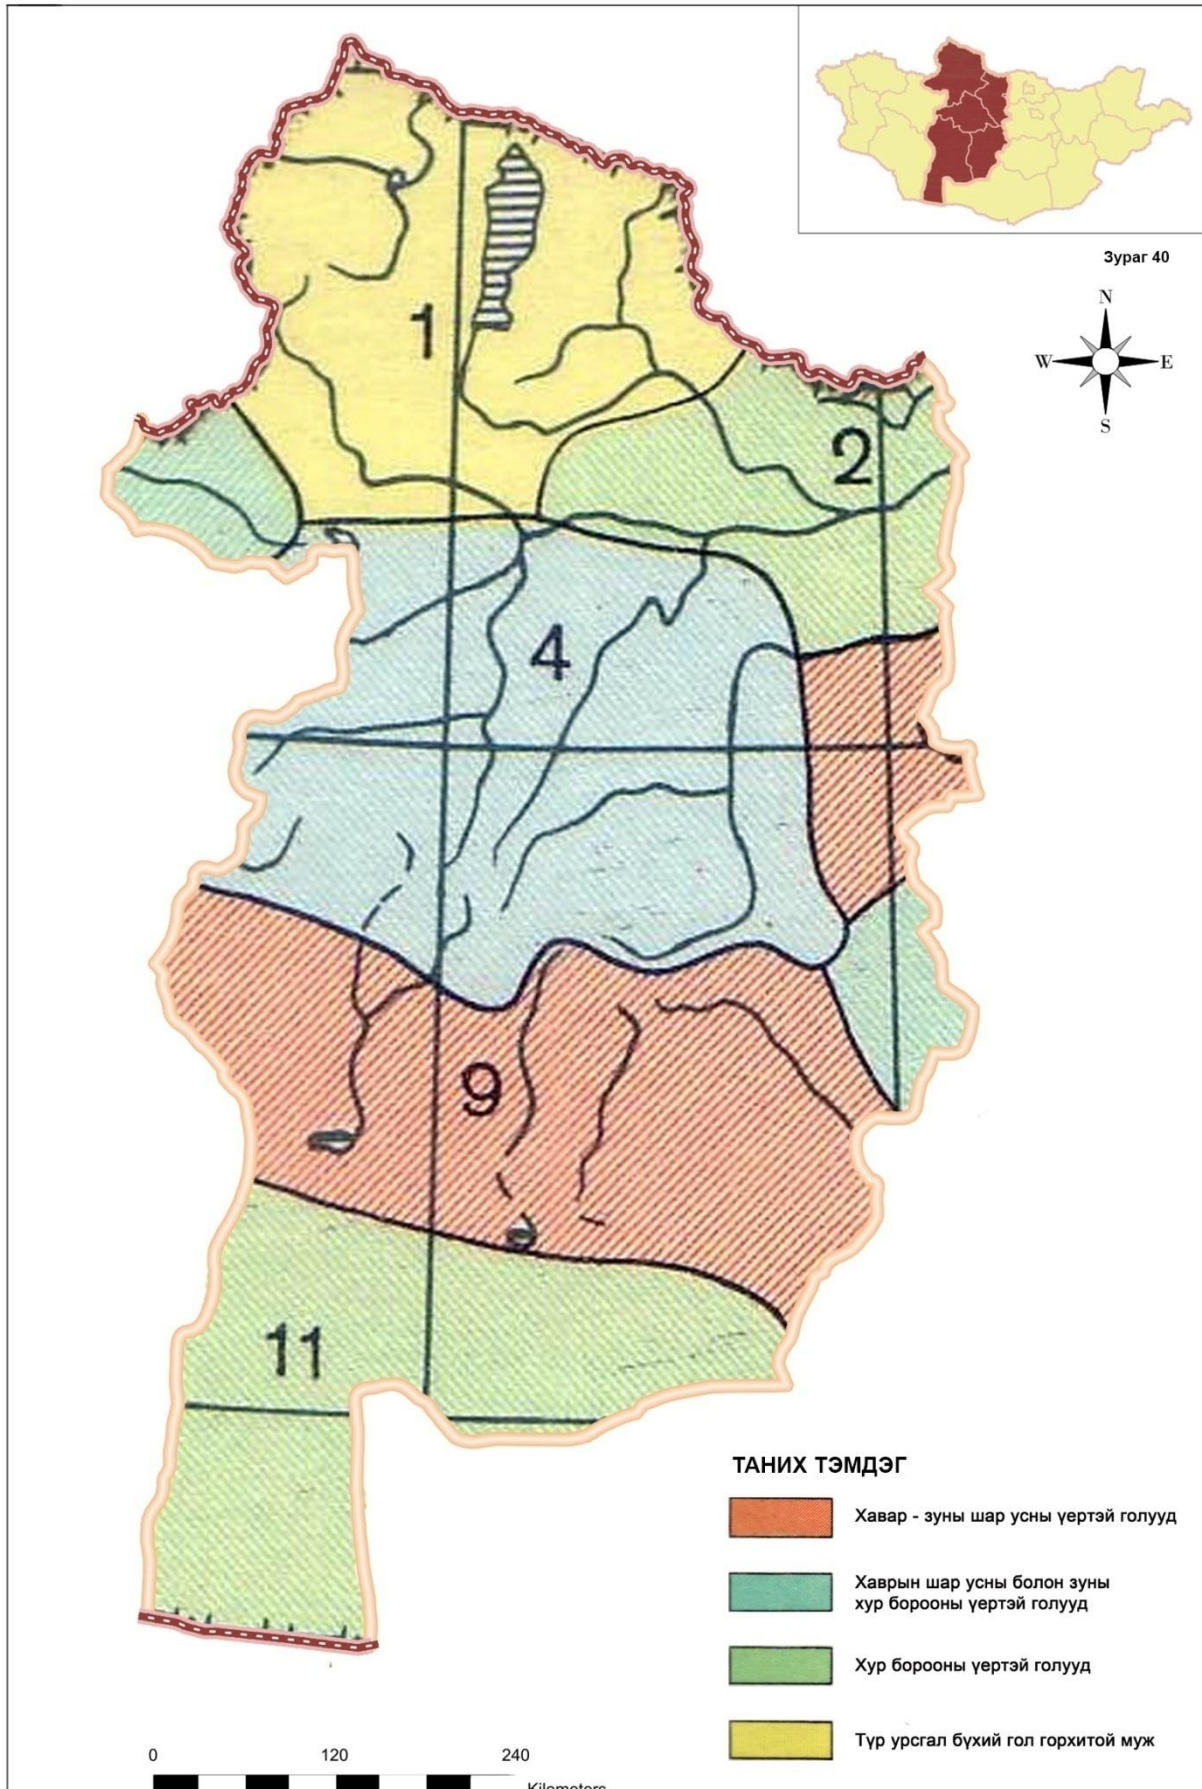 Зураг 40
N
W E
S
1
2
4
9
11
ТАНИХ ТЭМДЭГ
Хавар - зуны шар усны үертэй голууд
Хаврын шар усны болон зуны
хур борооны үертэй голууд
Хур борооны үертэй голууд
Түр урсгал бүхий гол горхитой муж
0 120 240
Kilometers